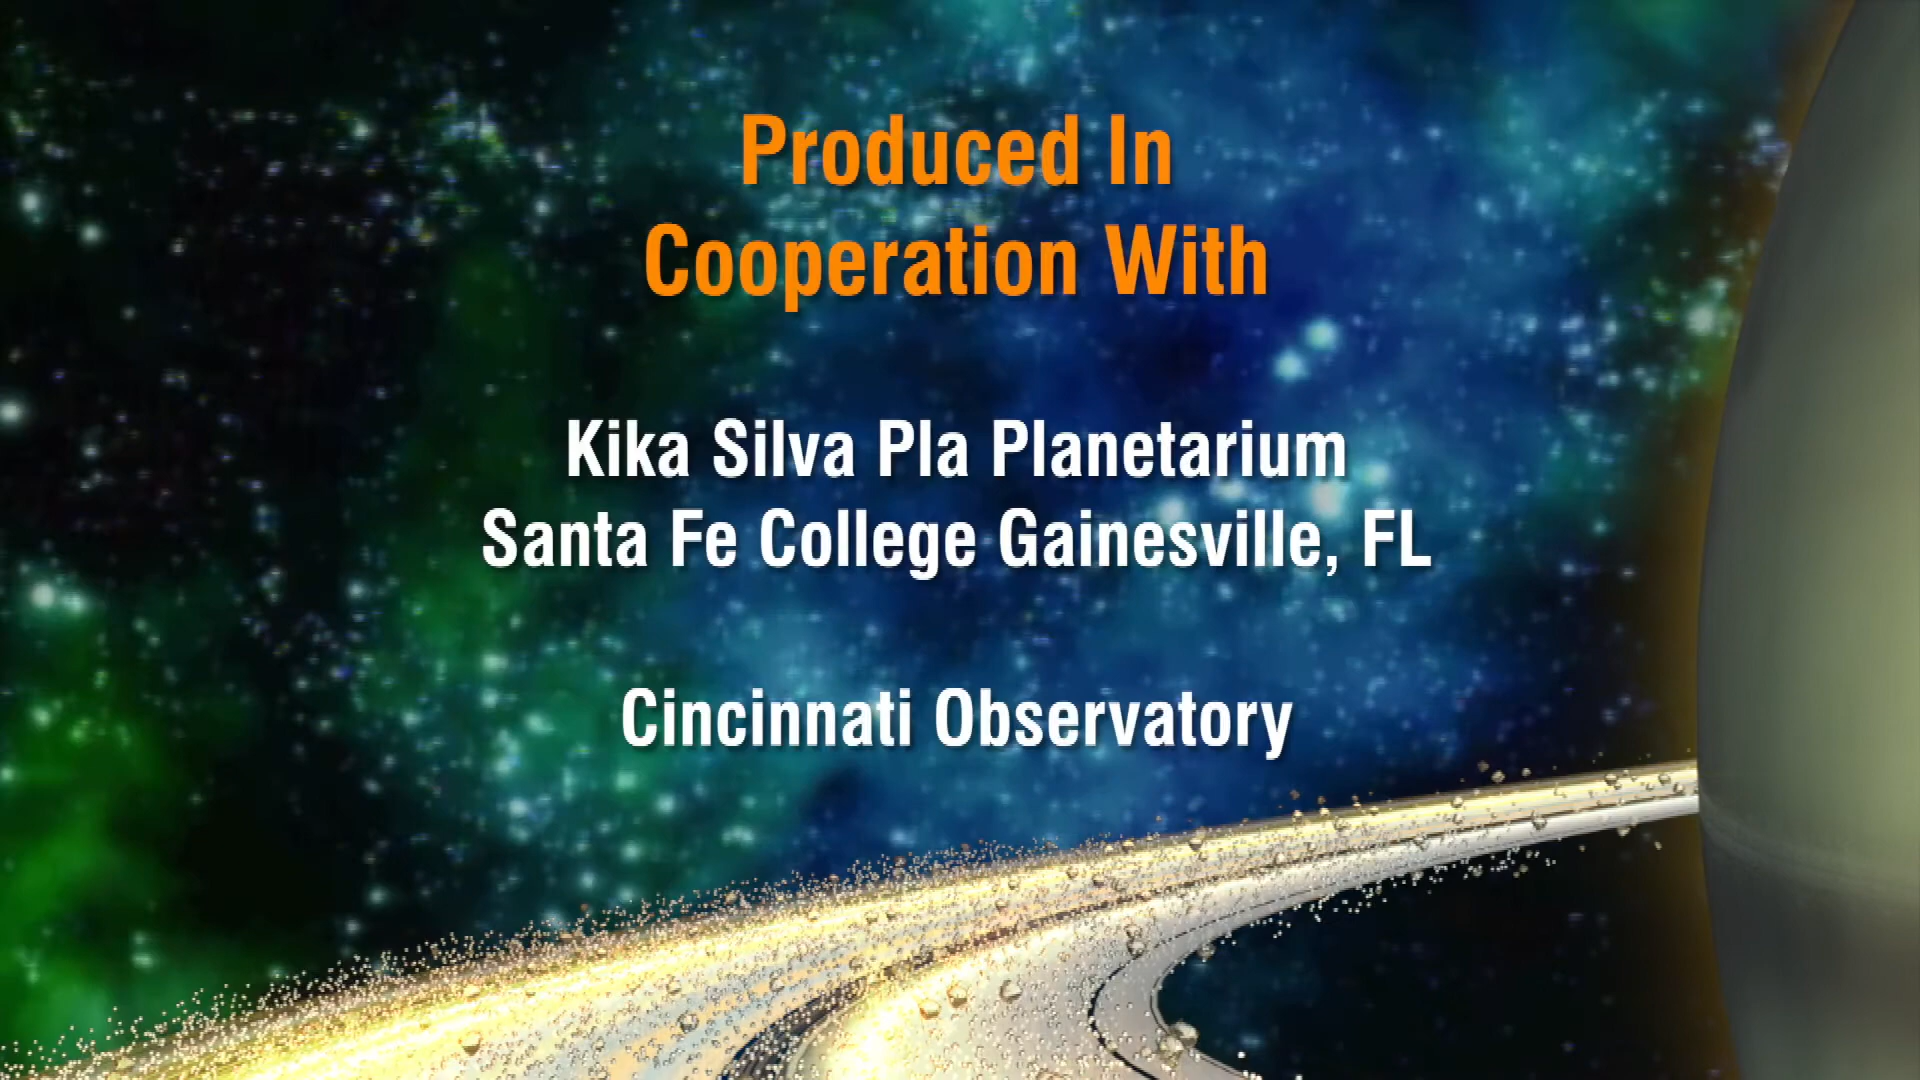 Produced In
Cooperation With
Kika Silva Pla Planetarium
Santa Fe College Gainesville, FL
Cincinnati Observatory